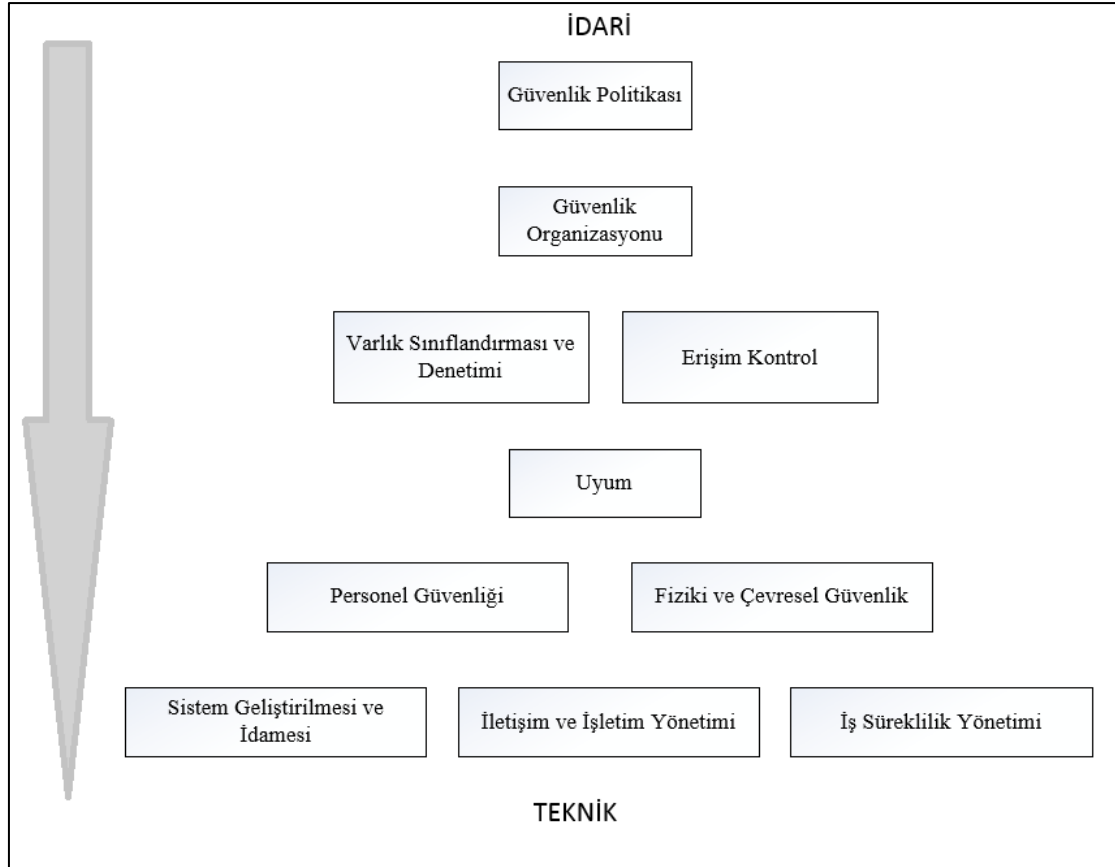 İDARİ
Güvenlik Politikası
Güvenlik
Organizasyonu
Varlık Sınıflandırması ve
Denetimi
Erişim Kontrol
Uyum
Personel Güvenliği
Fiziki ve Çevresel Güvenlik
Sistem Geliştirilmesi ve
İdamesi
İletişim ve İşletim Yönetimi
İş Süreklilik Yönetimi
TEKNİK